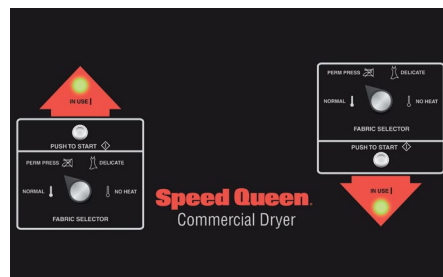 IN USE
PUSH TO START
PERM PRESS
DELICATE
NORMAL
NO HEAT
FABRIC SELECTOR
Speed Queen.
Commercial Dryer
PERM PRESS
DELICATE
NORMAL
NO HEAT
FABRIC SELECTOR
PUSH TO START
IN USE